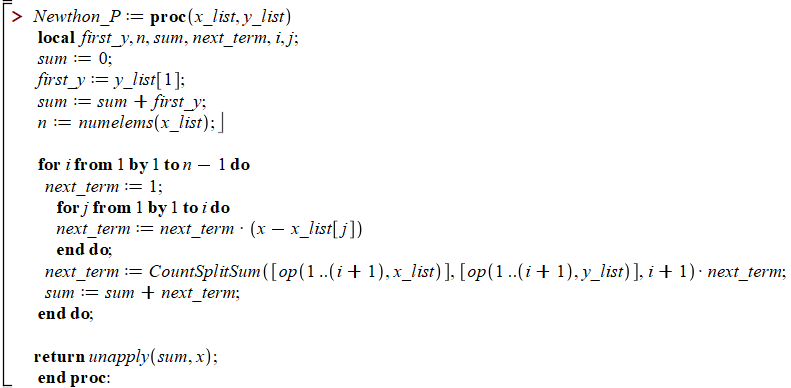 > Newthon_P := proc(x_list, y_list)
local first_y, n, sum, next_term, i, j;
sum := 0;
first_y := y_list[1];
sum := sum + first_y;
n := numelems(x_list);
for i from 1 by 1 to n − 1 do
next_term := 1;
for j from 1 by 1 to i do
next_term := next_term · (x − x_list[j])
end do;
next_term := CountSplitSum([op(1 ..(i + 1), x_list)], [op(1 ..(i + 1), y_list)], i + 1) · next_term;
sum := sum + next_term;
end do;
return unapply(sum, x);
end proc: